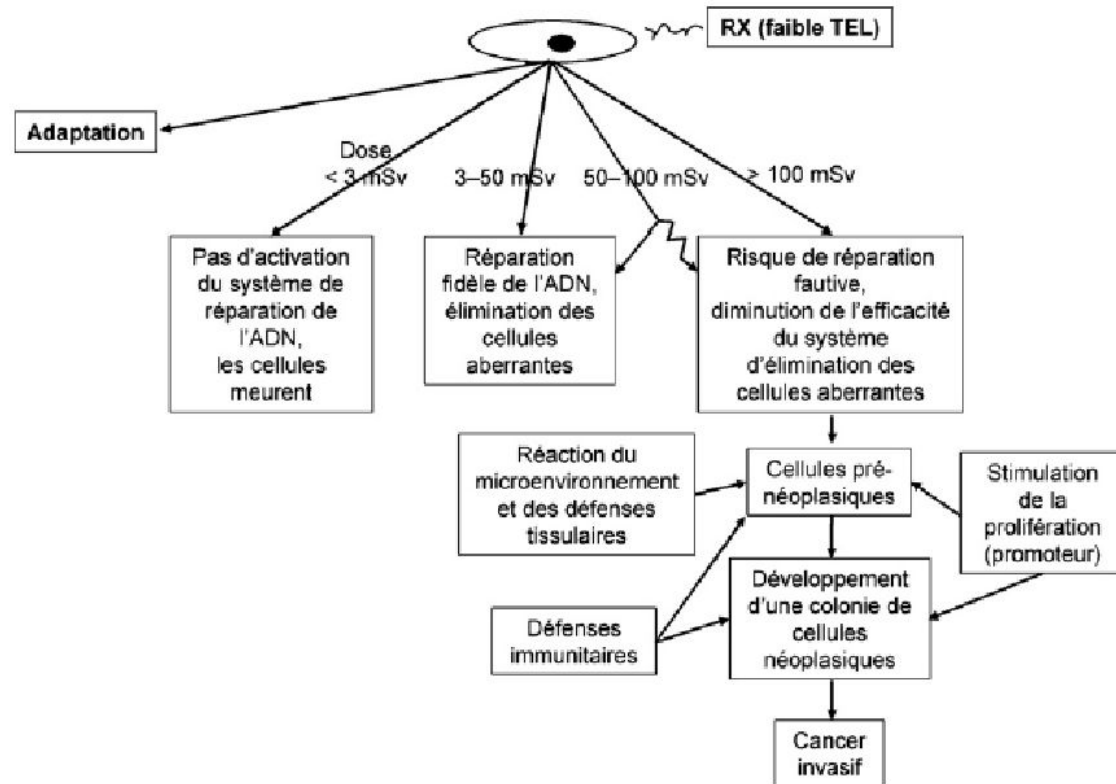 RX (faible TEL)
Adaptation
Dose
< 3 mSv
3–50 mSv
50–100 mSv
≥ 100 mSv
Pas d'activation
du système de
réparation de
l'ADN,
les cellules
meurent
Réparation
fidèle de l'ADN,
élimination des
cellules
aberrantes
Risque de réparation
fautive,
diminution de l'efficacité
du système
d'élimination des
cellules aberrantes
Réaction du
microenvironnement
et des défenses
tissulaires
Cellules pré-
néoplasiques
Stimulation
de la
prolifération
(promoteur)
Défenses
immunitaires
Développement
d'une colonie de
cellules
néoplasiques
Cancer
invasif